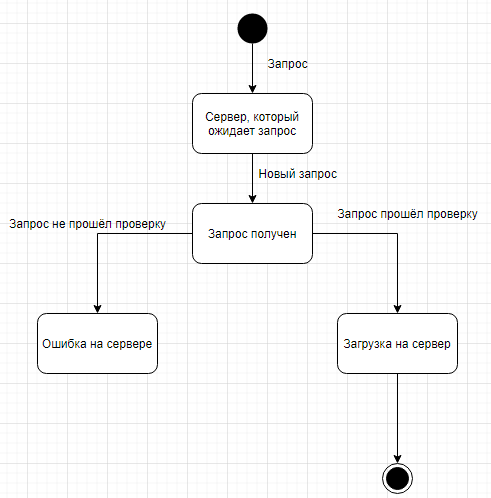 Запрос
Сервер, который
ожидает запрос
Новый запрос
Запрос не прошёл проверку
Запрос прошёл проверку
Запрос получен
Ошибка на сервере
Загрузка на сервер